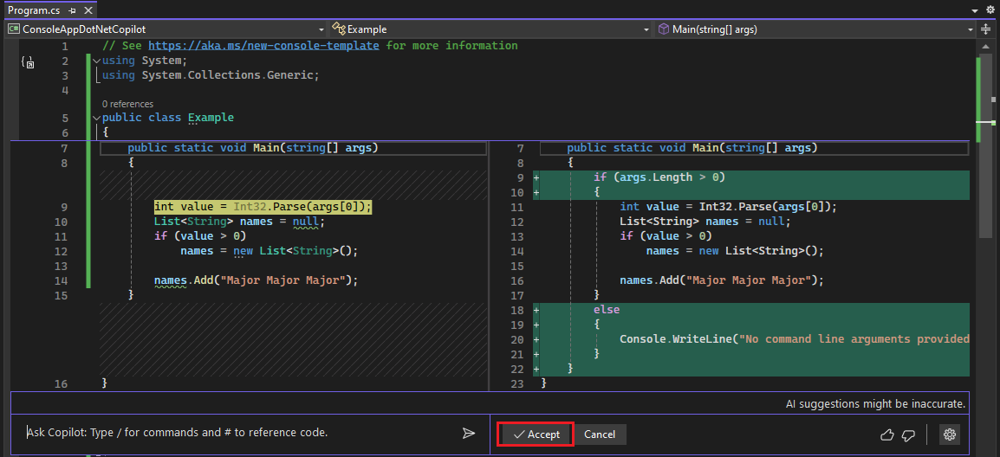 Program.cs
ConsoleAppDotNetCopilot Example Main(string[] args)
1 // See https://aka.ms/new-console-template for more information
2 using System;
3 using System.Collections.Generic;
4
0 references
5 public class Example
6 {
7 public static void Main(string[] args)
8 {
9 int value = Int32.Parse(args[0]);
10 List<String> names = null;
11 if (value > 0)
12 names = new List<String>();
13
14 names.Add("Major Major Major");
15 }
16 }
7 public static void Main(string[] args)
8 {
9 + if (args.Length > 0)
10 + {
11 int value = Int32.Parse(args[0]);
12 List<String> names = null;
13 if (value > 0)
14 names = new List<String>();
15
16 names.Add("Major Major Major");
17 }
18 + else
19 + {
20 + Console.WriteLine("No command line arguments provided
21 + }
22 + }
23 }
AI suggestions might be inaccurate.
Ask Copilot: Type / for commands and # to reference code.
Accept Cancel